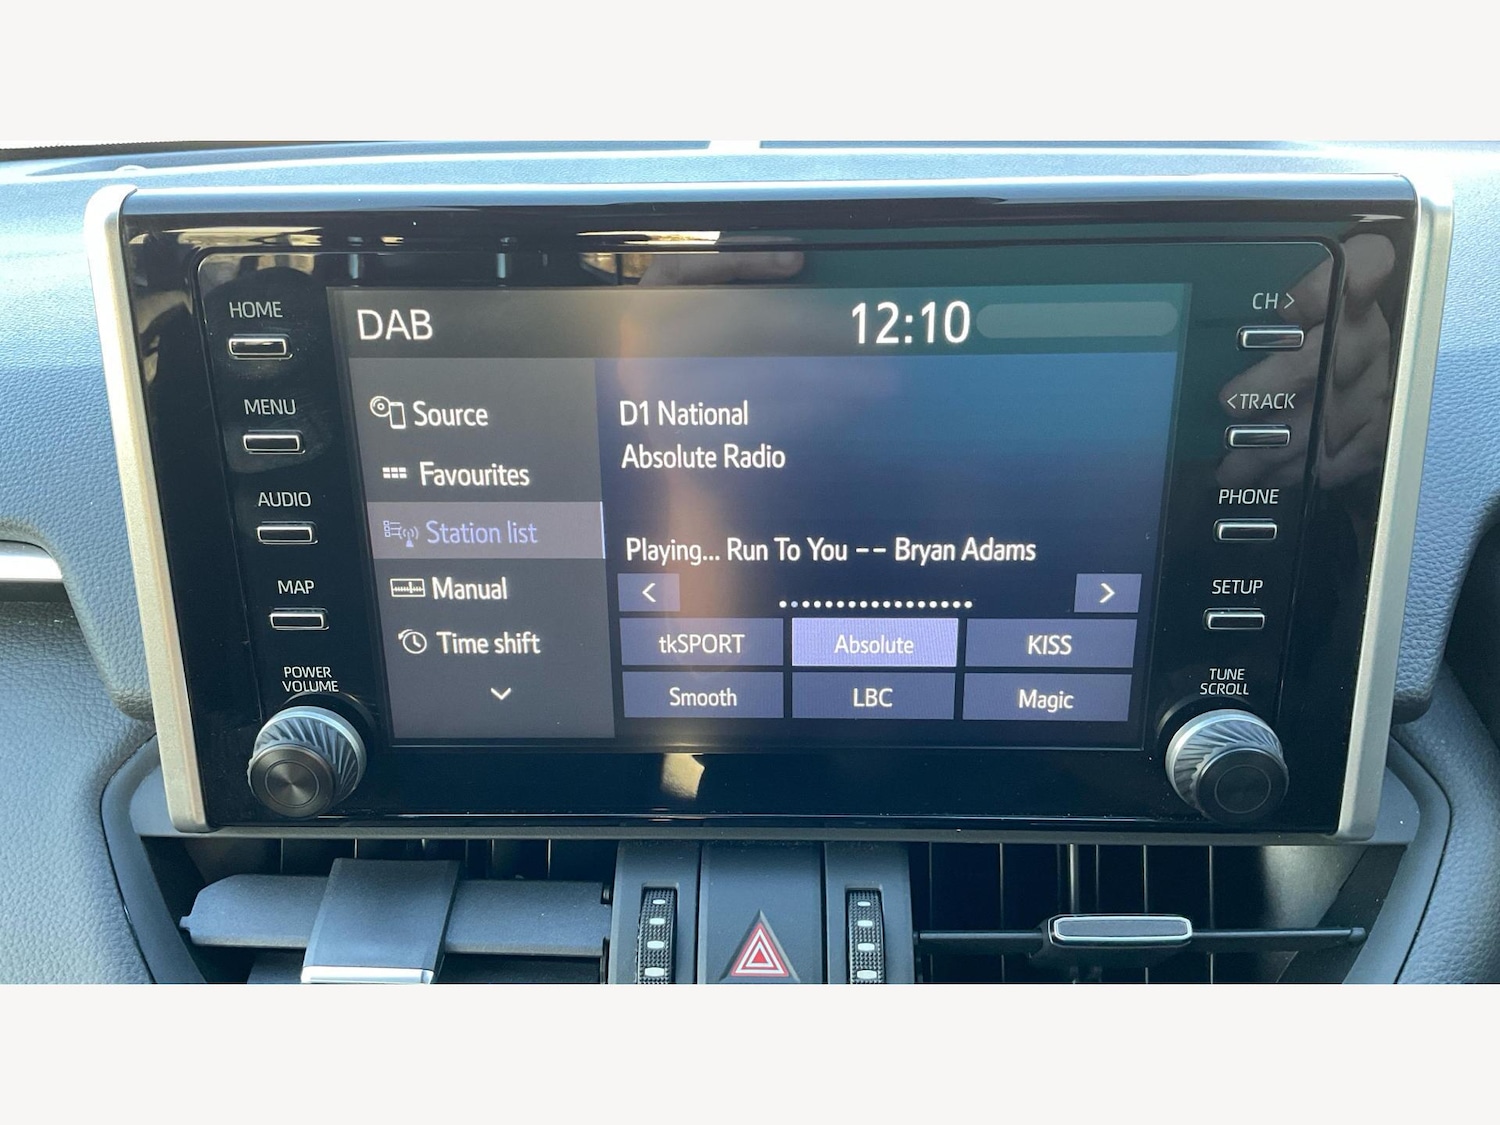 HOME
MENU
AUDIO
MAP
POWER
VOLUME
DAB
12:10
Source
Favourites
Station list
Manual
Time shift
D1 National
Absolute Radio
Playing... Run To You -- Bryan Adams
< >
tkSPORT Absolute KISS
Smooth LBC Magic
CH >
< TRACK
PHONE
SETUP
TUNE
SCROLL